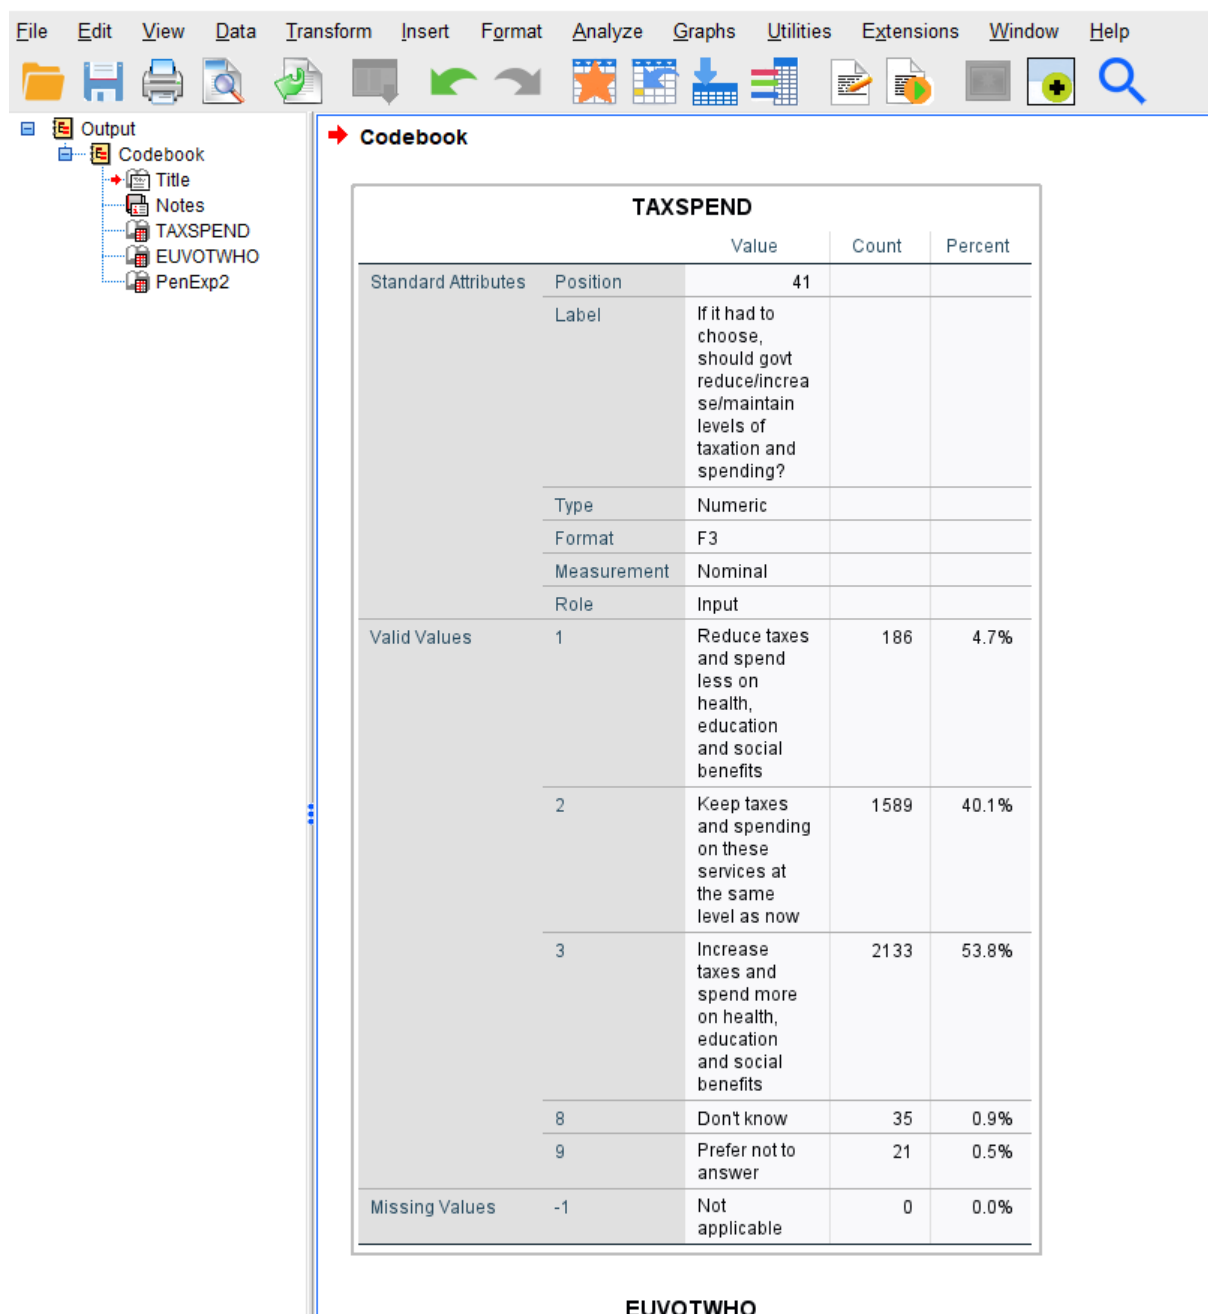 File Edit View Data Transform Insert Format Analyze Graphs Utilities Extensions Window Help
Output
Codebook
Title
Notes
TAXSPEND
EUVOTWHO
PenExp2
Codebook
TAXSPEND
Value Count Percent
Standard Attributes Position 41
Label If it had to
choose,
should govt
reduce/increa
se/maintain
levels of
taxation and
spending?
Type Numeric
Format F3
Measurement Nominal
Role Input
Valid Values 1 Reduce taxes 186 4.7%
and spend
less on
health,
education
and social
benefits
2 Keep taxes 1589 40.1%
and spending
on these
services at
the same
level as now
3 Increase 2133 53.8%
taxes and
spend more
on health,
education
and social
benefits
8 Don't know 35 0.9%
9 Prefer not to 21 0.5%
answer
Missing Values -1 Not 0 0.0%
applicable
EUVOTWHO